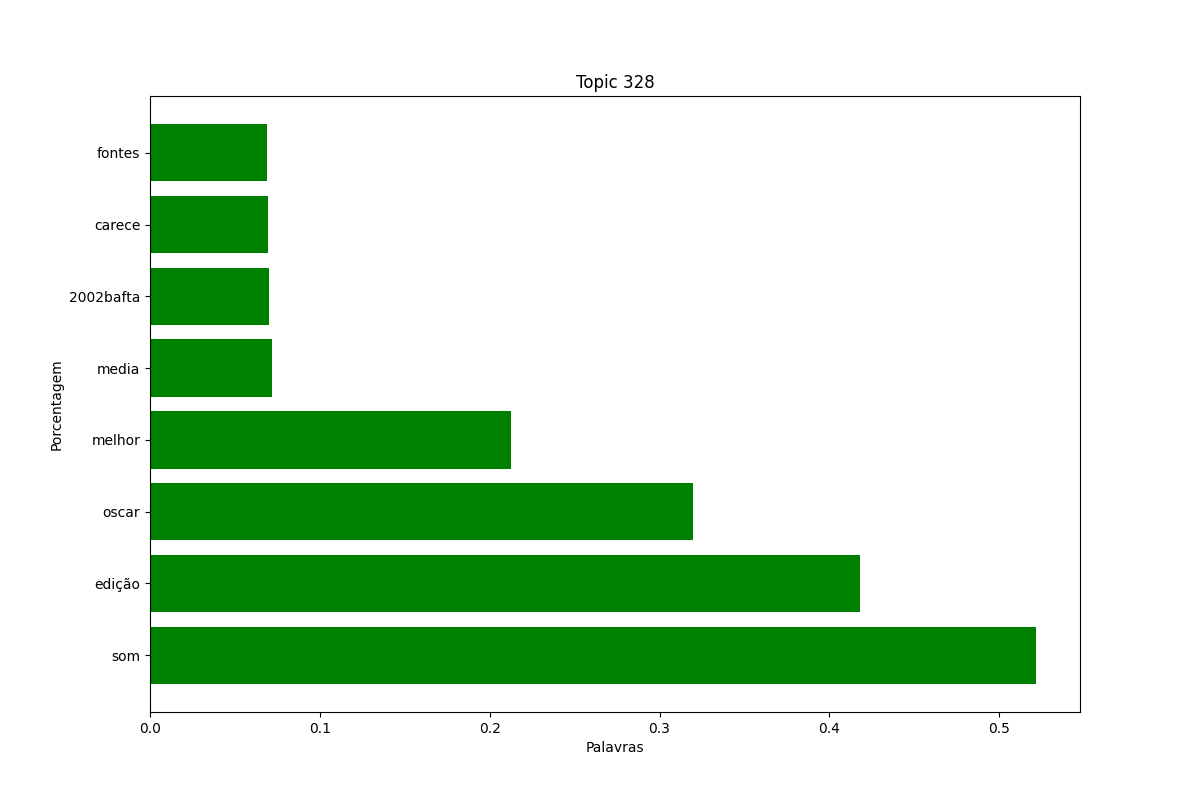 Topic 328
fontes
carece
2002bafta
media
melhor
oscar
edição
som
Porcentagem
0.0 0.1 0.2 0.3 0.4 0.5
Palavras